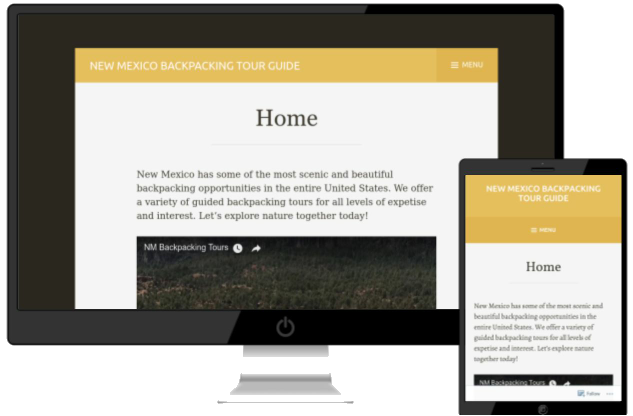 NEW MEXICO BACKPACKING TOUR GUIDE
MENU
Home
New Mexico has some of the most scenic and beautiful
backpacking opportunities in the entire United States. We offer
a variety of guided backpacking tours for all levels of expetise
and interest. Let's explore nature together today!
NM Backpacking Tours
NEW MEXICO BACKPACKING
TOUR GUIDE
MENU
Home
New Mexico has some of the most scenic and
beautiful backpacking opportunities in the
entire United States. We offer a variety of
guided backpacking tours for all levels of
expetise and interest. Let's explore nature
together today!
NM Backpacking Tours
Follow